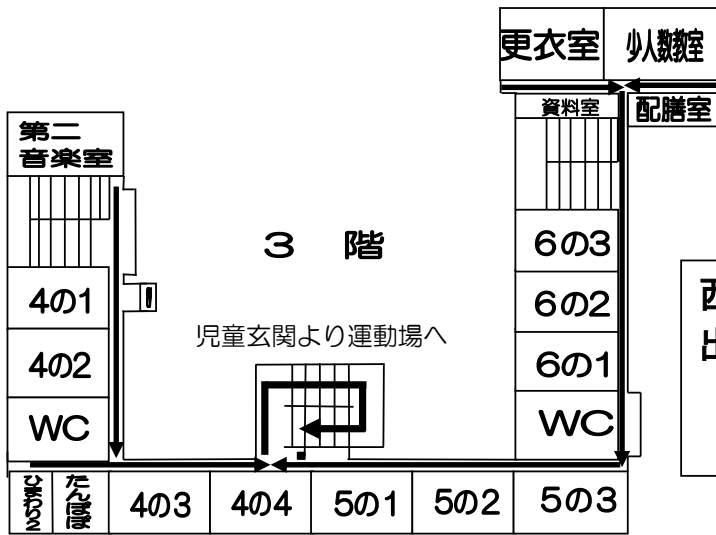 更衣室
少人数教室
資料室
配膳室
第二
音楽室
3 階
6の3
4の1
6の2
児童玄関より運動場へ
4の2
6の1
WC
WC
ひまわり2
たんぽぽ
4の3
4の4
5の1
5の2
5の3